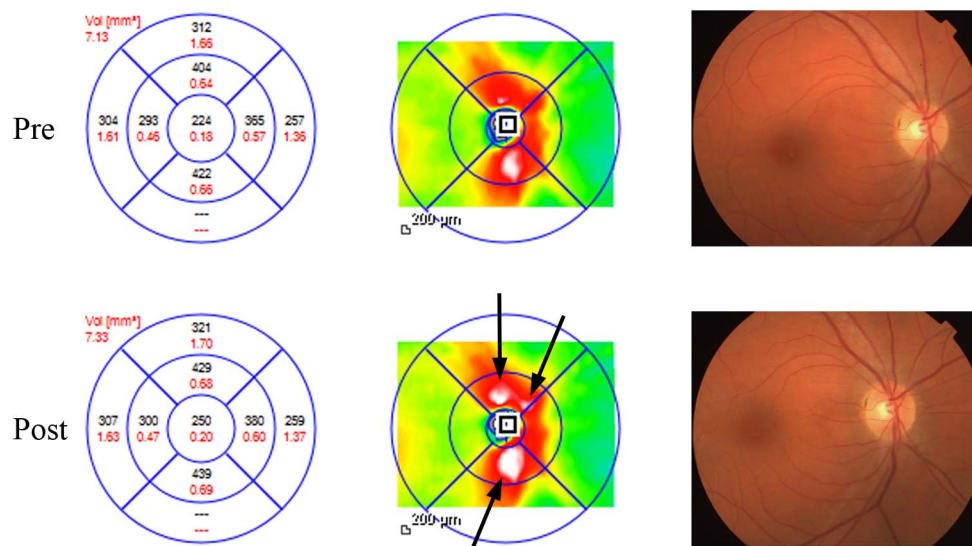 Vol [mm³]
7.13
312
1.66
404
0.64
304 293 224 365 257
1.61 0.46 0.18 0.57 1.36
422
0.66
---
---
Pre
200 µm
Vol [mm³]
7.33
321
1.70
429
0.68
307 300 250 380 259
1.63 0.47 0.20 0.60 1.37
439
0.69
---
---
Post
200 µm